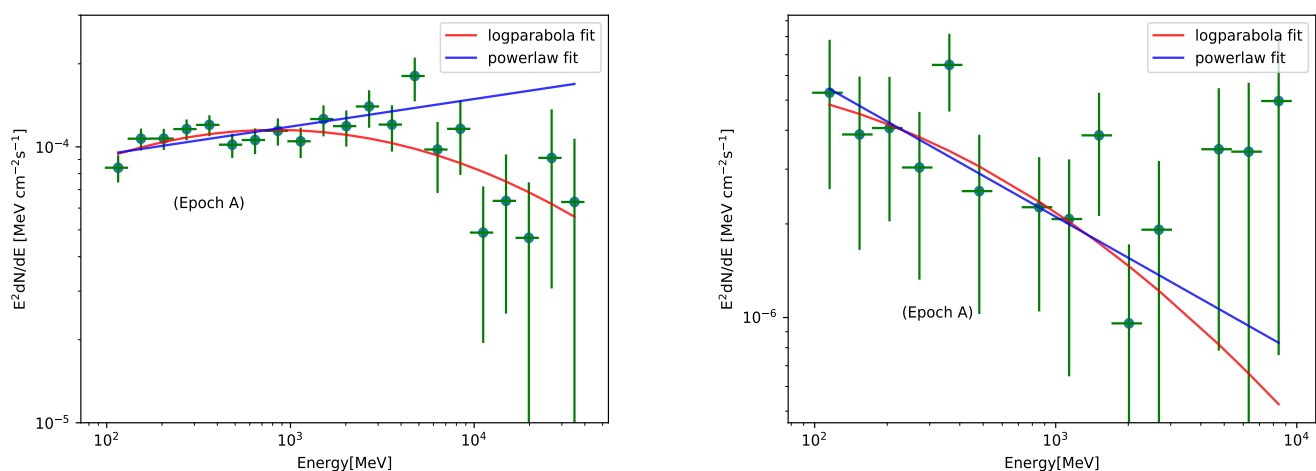 logparabola fit
powerlaw fit
10⁻⁴
10⁻⁵
E²dN/dE [MeV cm⁻²s⁻¹]
(Epoch A)
10² 10³ 10⁴
Energy[MeV]
logparabola fit
powerlaw fit
10⁻⁶
E²dN/dE [MeV cm⁻²s⁻¹]
(Epoch A)
10² 10³ 10⁴
Energy[MeV]